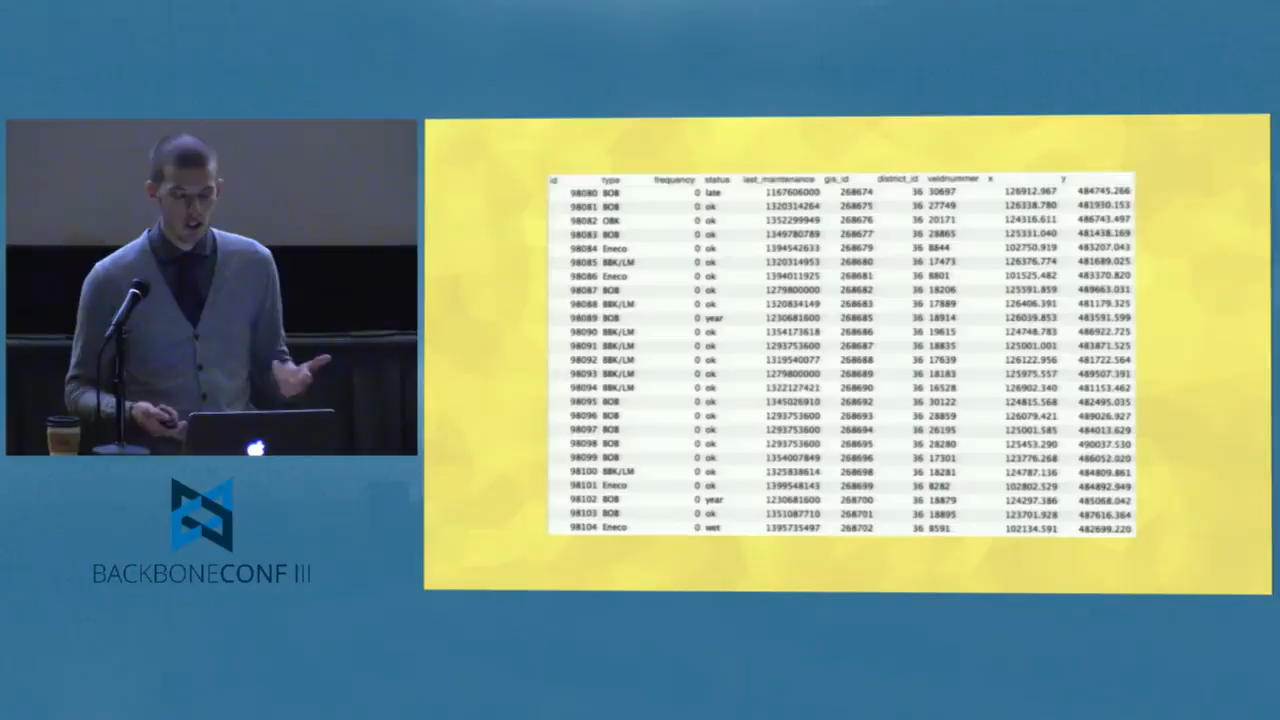 id type frequency status last_maintenance gis_id district_id veldnummer x y
98080 BOB 0 late 1167606000 268674 36 30697 126912.967 484745.266
98081 BOB 0 ok 1320314264 268675 36 27749 126338.780 481930.153
98082 OBK 0 ok 1352299949 268676 36 20171 124316.611 486743.497
98083 BOB 0 ok 1349780789 268677 36 28865 125331.040 481438.169
98084 Eneco 0 ok 1394542633 268679 36 8844 102750.919 483207.043
98085 BBK/LM 0 ok 1320314953 268680 36 17473 126376.774 481689.025
98086 Eneco 0 ok 1394011925 268681 36 8801 101525.482 483370.820
98087 BOB 0 ok 1279800000 268682 36 18206 125591.859 489663.031
98088 BBK/LM 0 ok 1320834149 268683 36 17889 126406.391 481179.325
98089 BOB 0 year 1230681600 268685 36 18914 126039.853 483591.599
98090 BBK/LM 0 ok 1354173618 268686 36 19615 124748.783 486922.725
98091 BBK/LM 0 ok 1293753600 268687 36 18835 125001.001 483871.525
98092 BBK/LM 0 ok 1319540077 268688 36 17639 126122.956 481722.564
98093 BBK/LM 0 ok 1279800000 268689 36 18183 125975.557 489507.391
98094 BBK/LM 0 ok 1322127421 268690 36 16528 126902.340 481153.462
98095 BOB 0 ok 1345026910 268692 36 30122 124815.568 482495.035
98096 BOB 0 ok 1293753600 268693 36 28859 126079.421 489026.927
98097 BOB 0 ok 1293753600 268694 36 26195 125001.585 484013.629
98098 BOB 0 ok 1293753600 268695 36 28280 125453.290 490037.530
98099 BOB 0 ok 1354007849 268696 36 17301 123776.268 486052.020
98100 BBK/LM 0 ok 1325838614 268698 36 18281 124787.136 484809.861
98101 Eneco 0 ok 1399548143 268699 36 8282 102802.529 484892.949
98102 BOB 0 year 1230681600 268700 36 18879 124297.386 485068.042
98103 BOB 0 ok 1351087710 268701 36 18895 123701.928 487616.364
98104 Eneco 0 wet 1395735497 268702 36 8591 102134.591 482699.220
BACKBONECONF III